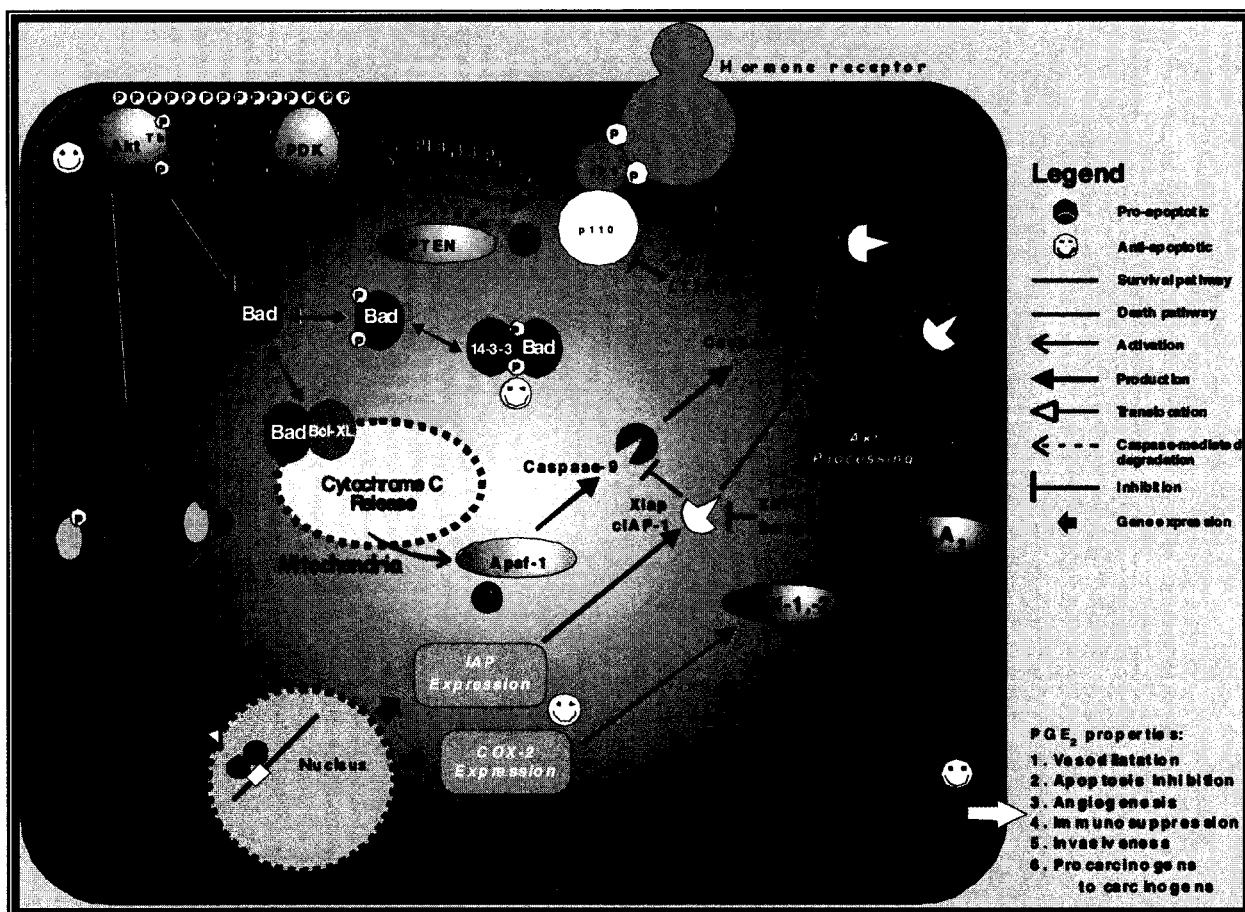 Hormone receptor
P P P P P P P P P P P P P
Akt
P
P
PDK
P
P
p110
PTEN
Bad
P
Bad
P
14-3-3
P
Bad
P
Bad
Bcl-XL
Cytochrome C
Release
Mitochondria
Caspase-9
Xiap
cIAP-1
Akt
Processing
Apaf-1
P
IAP
Expression
COX-2
Expression
Nucleus
Legend
Pro-apoptotic
Anti-apoptotic
Survival pathway
Death pathway
Activation
Production
Translocation
Caspase-mediated
degradation
Inhibition
Gene expression
PGE2 properties:
1. Vasodilatation
2. Apoptosis inhibition
3. Angiogenesis
4. Immunosuppression
5. Invasiveness
6. Procarcinogens
to carcinogens